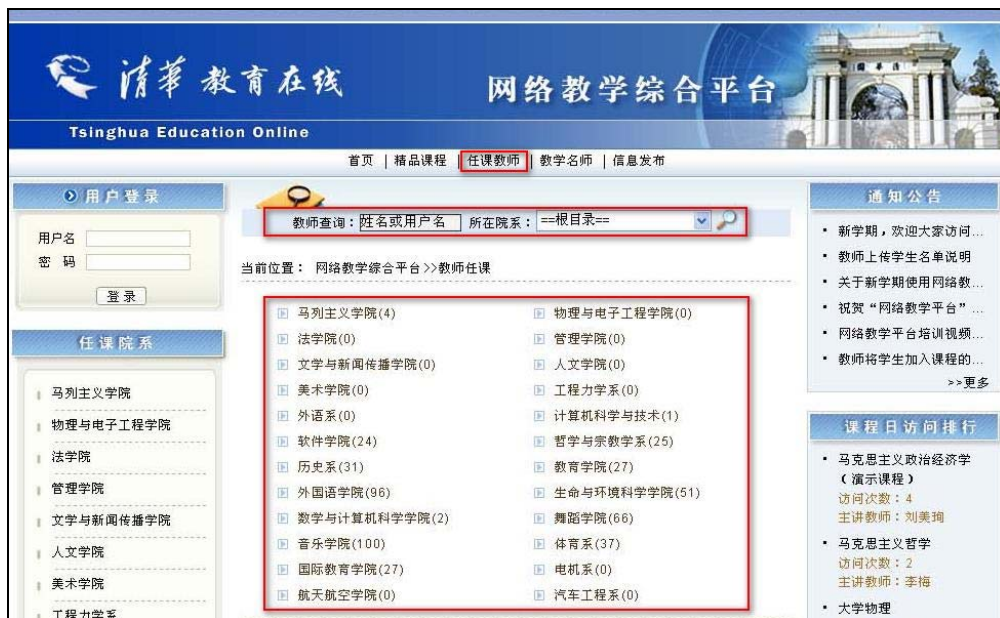 清华教育在线
网络教学综合平台
Tsinghua Education Online
首页 | 精品课程 | 任课教师 | 教学名师 | 信息发布
用户登录
用户名
密 码
登录
任课院系
马列主义学院
物理与电子工程学院
法学院
管理学院
文学与新闻传播学院
人文学院
美术学院
工程力学系
教师查询：姓名或用户名 所在院系：==根目录==
当前位置： 网络教学综合平台>>教师任课
马列主义学院(4) 物理与电子工程学院(0)
法学院(0) 管理学院(0)
文学与新闻传播学院(0) 人文学院(0)
美术学院(0) 工程力学系(0)
外语系(0) 计算机科学与技术(1)
软件学院(24) 哲学与宗教学系(25)
历史系(31) 教育学院(27)
外国语学院(96) 生命与环境科学学院(51)
数学与计算机科学学院(2) 舞蹈学院(66)
音乐学院(100) 体育系(37)
国际教育学院(27) 电机系(0)
航天航空学院(0) 汽车工程系(0)
通知公告
新学期，欢迎大家访问...
教师上传学生名单说明
关于新学期使用网络教...
祝贺“网络教学平台”...
网络教学平台培训视频...
教师将学生加入课程的...
>>更多
课程日访问排行
马克思主义政治经济学
（演示课程）
访问次数：4
主讲教师：刘美珣
马克思主义哲学
访问次数：2
主讲教师：李梅
大学物理